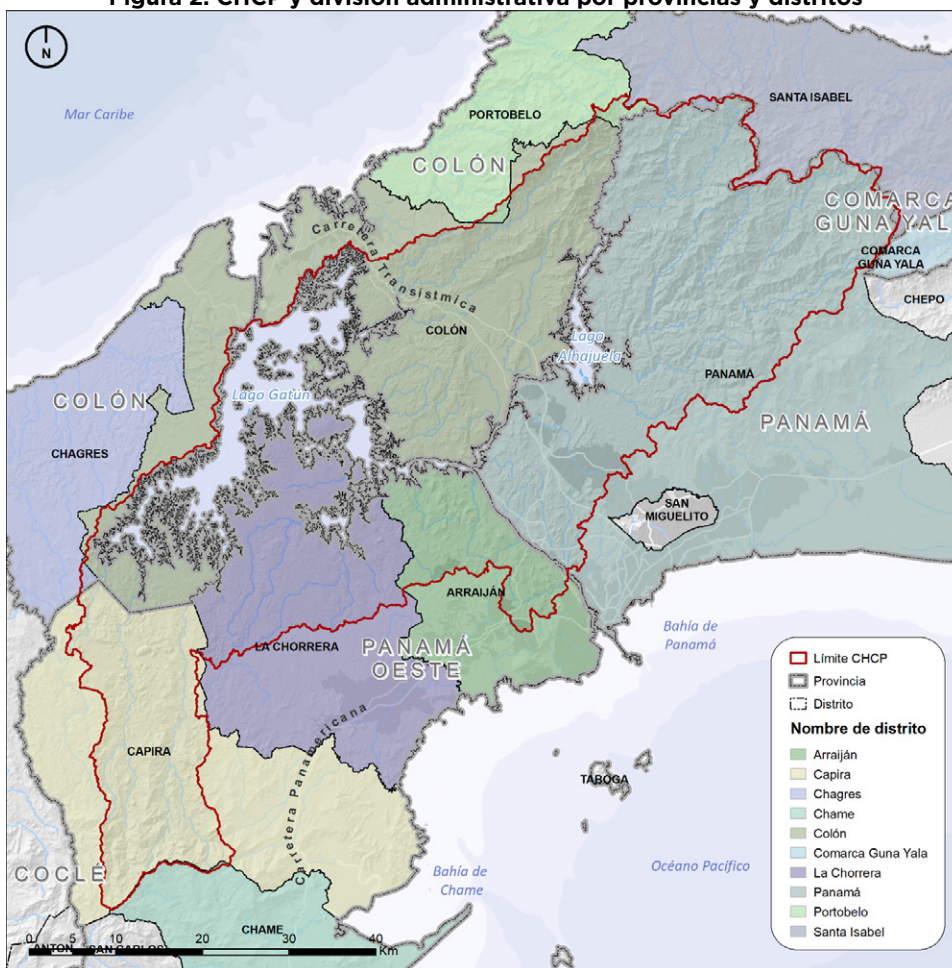 Figura 2. CHCP y división administrativa por provincias y distritos
N
Mar Caribe
PORTOBELO
SANTA ISABEL
COLÓN
COMARCA
GUNA YALA
Carretera Transístmica
COMARCA
GUNA YALA
CHEPO
COLÓN
Lago
Alhajuela
PANAMÁ
Lago Gatún
COLÓN
PANAMÁ
CHAGRES
SAN
MIGUELITO
ARRAIJÁN
Bahía de
Panamá
LA CHORRERA
PANAMÁ
OESTE
CAPIRA
Carretera Panamericana
TABOGA
COCLÉ
Bahía de
Chame
Océano Pacífico
CHAME
ANTÓN
SAN CARLOS
0 5 10 20 30 40
Km
Límite CHCP
Provincia
Distrito
Nombre de distrito
Arraiján
Capira
Chagres
Chame
Colón
Comarca Guna Yala
La Chorrera
Panamá
Portobelo
Santa Isabel